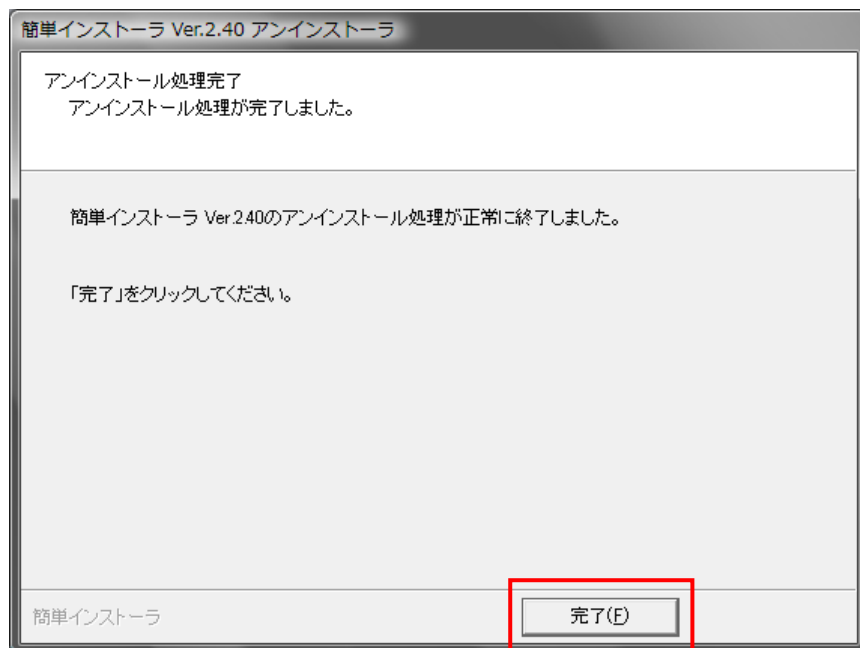 簡単インストーラ Ver.2.40 アンインストーラ
アンインストール処理完了
アンインストール処理が完了しました。
簡単インストーラ Ver.2.40のアンインストール処理が正常に終了しました。
「完了」をクリックしてください。
簡単インストーラ
完了(F)